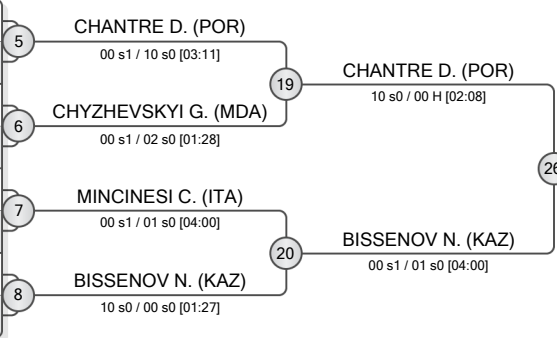 CHANTRE D. (POR)
5
00 s1 / 10 s0 [03:11]
19
CHANTRE D. (POR)
10 s0 / 00 H [02:08]
CHYZHEVSKYI G. (MDA)
6
00 s1 / 02 s0 [01:28]
26
MINCINESI C. (ITA)
7
00 s1 / 01 s0 [04:00]
20
BISSENOV N. (KAZ)
00 s1 / 01 s0 [04:00]
BISSENOV N. (KAZ)
8
10 s0 / 00 s0 [01:27]